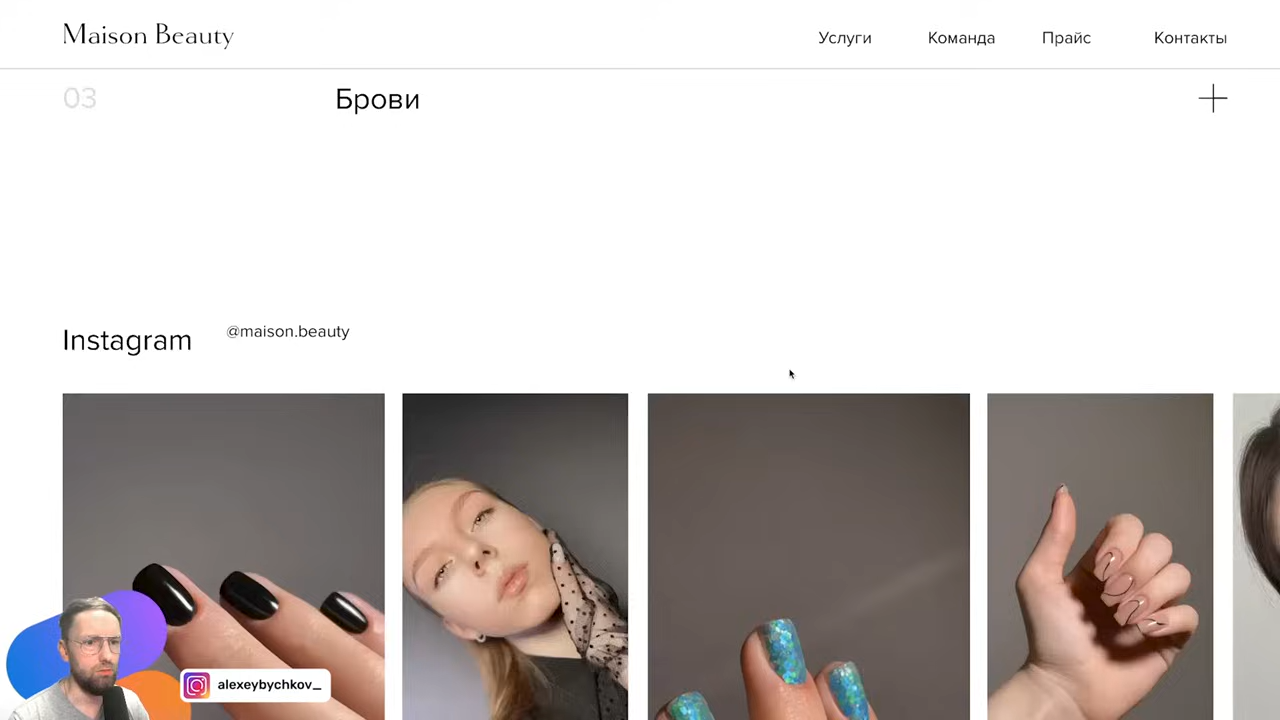 Maison Beauty
Услуги
Команда
Прайс
Контакты
03
Брови
Instagram
@maison.beauty
alexeybychkov_